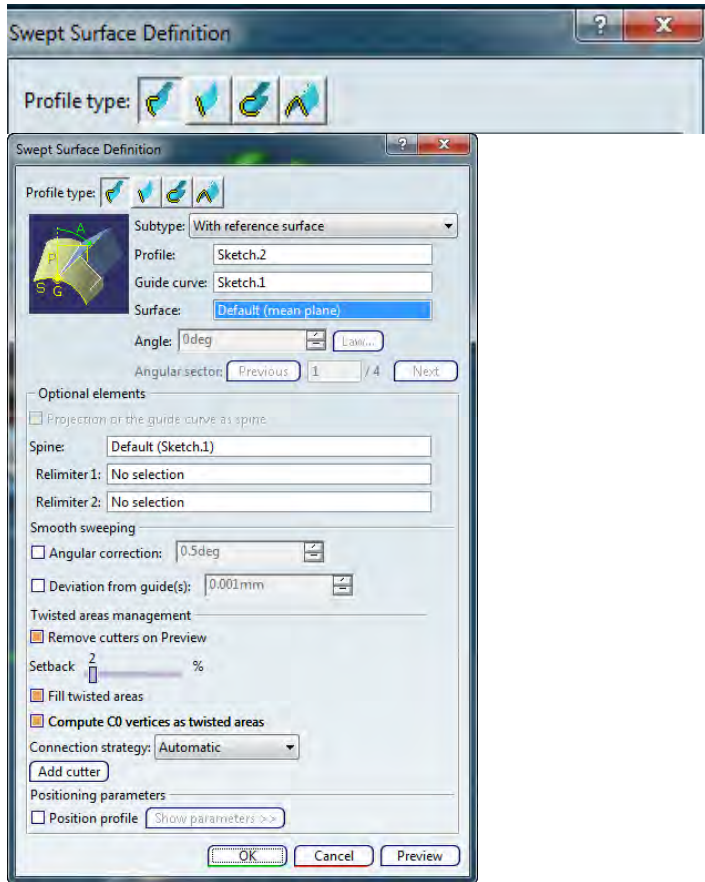 Swept Surface Definition ? X
Profile type:
Swept Surface Definition ? X
Profile type:
A
P
S G
Subtype: With reference surface
Profile: Sketch.2
Guide curve: Sketch.1
Surface: Default (mean plane)
Angle: 0deg Law...
Angular sector: Previous 1 / 4 Next
Optional elements
Projection of the guide curve as spine
Spine: Default (Sketch.1)
Relimiter 1: No selection
Relimiter 2: No selection
Smooth sweeping
Angular correction: 0.5deg
Deviation from guide(s): 0.001mm
Twisted areas management
Remove cutters on Preview
Setback 2 %
Fill twisted areas
Compute C0 vertices as twisted areas
Connection strategy: Automatic
Add cutter
Positioning parameters
Position profile Show parameters >>
OK Cancel Preview